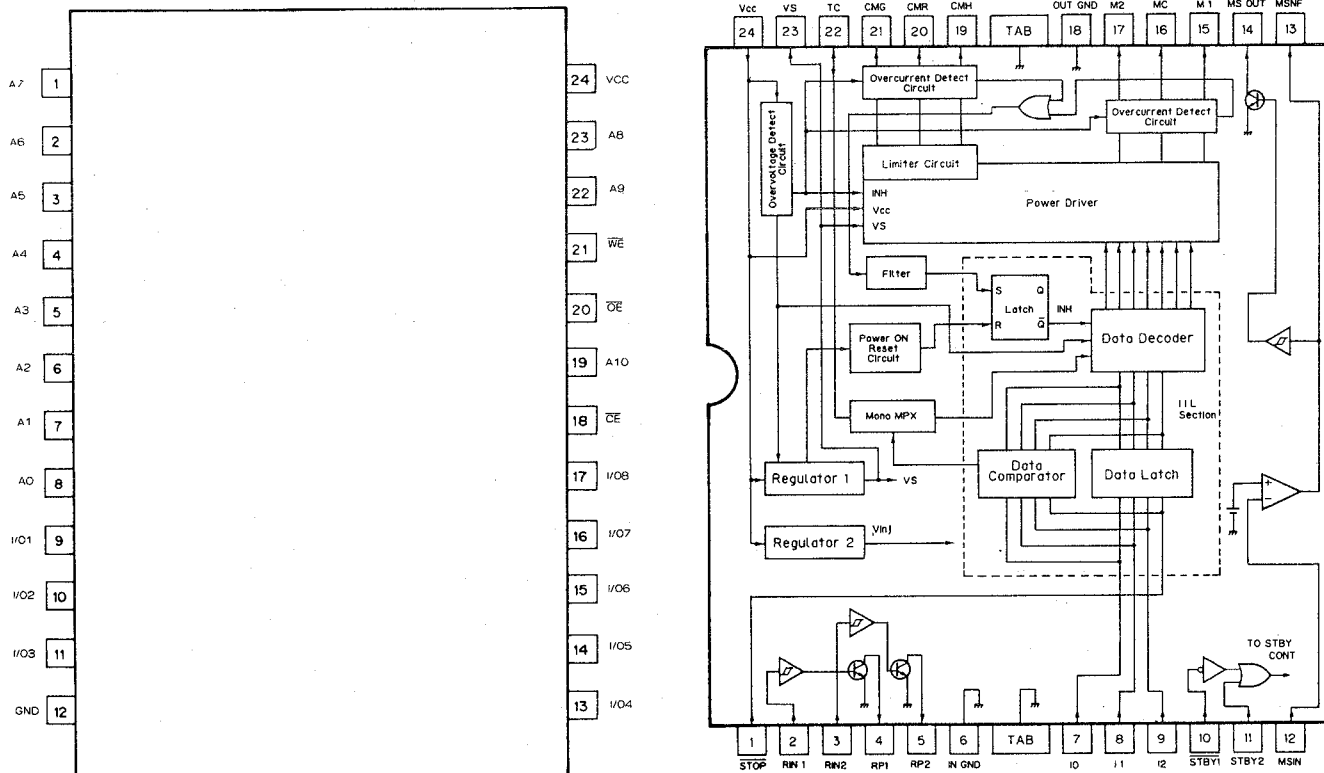 A7 1
24 VCC
A6 2
23 A8
A5 3
22 A9
A4 4
21 W̅E̅
A3 5
20 O̅E̅
A2 6
19 A10
A1 7
18 C̅E̅
A0 8
17 I/O8
I/O1 9
16 I/O7
I/O2 10
15 I/O6
I/O3 11
14 I/O5
GND 12
13 I/O4
Vcc VS TC CMG CMR CMH OUT GND M2 MC M1 MS OUT MSNF
24 23 22 21 20 19 TAB 18 17 16 15 14 13
Overcurrent Detect
Circuit
Overcurrent Detect
Circuit
Overvoltage Detect
Circuit
Limiter Circuit
INH
Vcc
VS
Power Driver
Filter
S Q
Latch
R Q̅
INH
Power ON
Reset
Circuit
Data Decoder
Mono MPX
IIL
Section
Regulator 1
VS
Data
Comparator
Data Latch
+
−
Regulator 2
Vinj
TO STBY
CONT
1 2 3 4 5 6 TAB 7 8 9 10 11 12
S̅T̅O̅P̅ RIN 1 RIN2 RP1 RP2 IN GND I0 I1 I2 S̅T̅B̅Y̅1̅ STBY2 MSIN